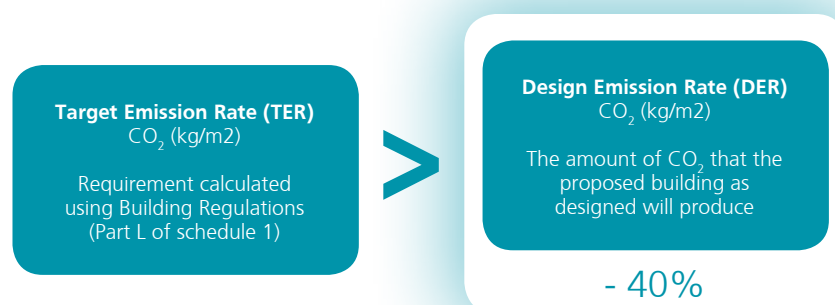 Target Emission Rate (TER)
CO₂ (kg/m2)
Requirement calculated
using Building Regulations
(Part L of schedule 1)
>
Design Emission Rate (DER)
CO₂ (kg/m2)
The amount of CO₂ that the
proposed building as
designed will produce
- 40%